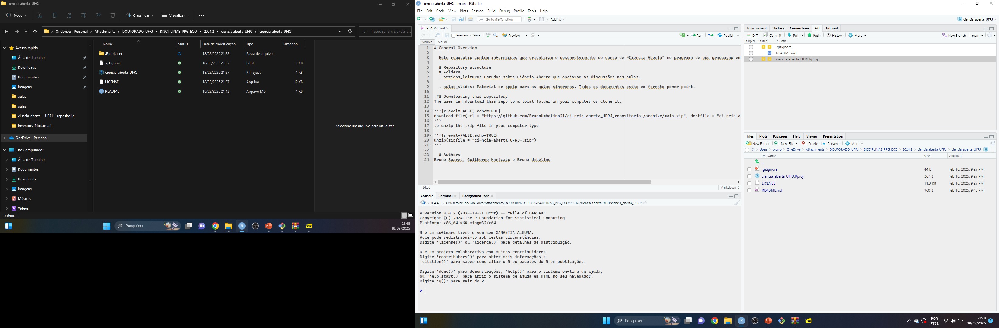 ciencia_aberta_UFRJ
Novo
Classificar
Visualizar
OneDrive - Personal > Attachments > DOUTORADO-UFRJ > DISCIPLINAS_PPG_ECO > 2024.2 > ciencia aberta-UFRJ > ciencia_aberta_UFRJ
Pesquisar em ciencia_a...
Nome Status Data de modificação Tipo Tamanho
.Rproj.user 18/02/2025 21:33 Pasta de arquivos
.gitignore 18/02/2025 21:27 txtfile 1 KB
ciencia_aberta_UFRJ 18/02/2025 21:27 R Project 1 KB
LICENSE 18/02/2025 21:27 Arquivo 12 KB
README 18/02/2025 21:43 Arquivo MD 1 KB
Acesso rápido
Área de Trabalho
Downloads
Documentos
Imagens
aulas
aulas
ci-ncia-aberta---UFRJ---repositorio
Inventory-PlotJamari-
OneDrive - Personal
Este Computador
Área de Trabalho
Documentos
Downloads
Imagens
Músicas
Vídeos
Selecione um arquivo para visualizar.
5 itens
Pesquisar
21:48
18/02/2025
ciencia_aberta_UFRJ - main - RStudio
File Edit Code View Plots Session Build Debug Profile Tools Help
Go to file/function
Addins
ciencia_aberta_UFRJ
README.md
Preview on Save
Preview
Run
Publish
Source Visual
1 # General Overview
2
3 Este reposótio contém informações que orientaram o desenvolvimento do curso de “Ciência Aberta" no programa de pós graduação em
4
5 # Repository structure
6 # Folders
7 . artigos_leitura: Estudos sobre Ciência Aberta que apoiaram as discussões nas aulas.
8
9 . aulas_slides: Material de apoio para as aulas síncronas. Todos os documentos estão em formato power point.
10
11 ## Downloading this repository
12 The user can download this repo to a local folder in your computer or clone it:
13
14 ```{r eval=FALSE, echo=TRUE}
15 download.file(url = "https://github.com/BrunoUmbelino21/ci-ncia-aberta_UFRJ_repositorio-/archive/main.zip", destfile = "ci-ncia-al
16 ```
17 to unzip the .zip file in your computer type
18
19 ```{r eval=FALSE,echo=TRUE}
20 unzip(zipfile = "ci-ncia-aberta_UFRJ-.zip")
21 ```
22
23 # Authors
24 Bruno Soares, Guilherme Maricato e Bruno Umbelino
24:50
Markdown
Console Terminal Background Jobs
R 4.4.2 · C:/Users/bruno/OneDrive/Attachments/DOUTORADO-UFRJ/DISCIPLINAS_PPG_ECO/2024.2/ciencia aberta-UFRJ/ciencia_aberta_UFRJ/
R version 4.4.2 (2024-10-31 ucrt) -- "Pile of Leaves"
Copyright (C) 2024 The R Foundation for Statistical Computing
Platform: x86_64-w64-mingw32/x64
R é um software livre e vem sem GARANTIA ALGUMA.
Você pode redistribuí-lo sob certas circunstâncias.
Digite 'license()' ou 'licence()' para detalhes de distribuição.
R é um projeto colaborativo com muitos contribuidores.
Digite 'contributors()' para obter mais informações e
'citation()' para saber como citar o R ou pacotes do R em publicações.
Digite 'demo()' para demonstrações, 'help()' para o sistema on-line de ajuda,
ou 'help.start()' para abrir o sistema de ajuda em HTML no seu navegador.
Digite 'q()' para sair do R.
>
Environment History Connections Git Tutorial
Diff Commit Pull Push History More New Branch main
Staged Status Path
.gitignore
M README.md
ciencia_aberta_UFRJ.Rproj
Files Plots Packages Help Viewer Presentation
New Folder New File Delete Rename More
C: > Users > bruno > OneDrive > Attachments > DOUTORADO-UFRJ > DISCIPLINAS_PPG_ECO > 2024.2 > ciencia aberta-UFRJ > ciencia_aberta_UFRJ
Name Size Modified
..
.gitignore 44 B Feb 18, 2025, 9:27 PM
ciencia_aberta_UFRJ.Rproj 267 B Feb 18, 2025, 9:27 PM
LICENSE 11.3 KB Feb 18, 2025, 9:27 PM
README.md 960 B Feb 18, 2025, 9:43 PM
Pesquisar
POR
PTB2
21:48
18/02/2025
2